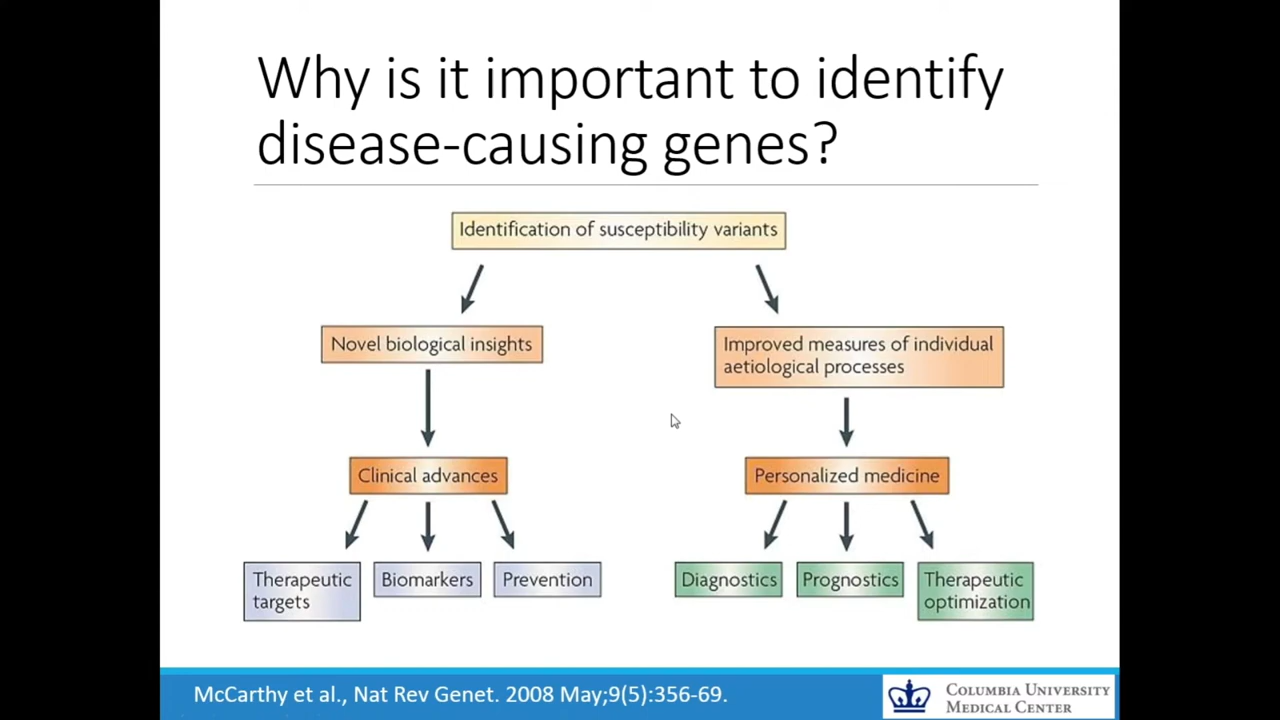 Why is it important to identify
disease-causing genes?
Identification of susceptibility variants
Novel biological insights
Improved measures of individual
aetiological processes
Clinical advances
Personalized medicine
Therapeutic
targets
Biomarkers
Prevention
Diagnostics
Prognostics
Therapeutic
optimization
McCarthy et al., Nat Rev Genet. 2008 May;9(5):356-69.
COLUMBIA UNIVERSITY
MEDICAL CENTER